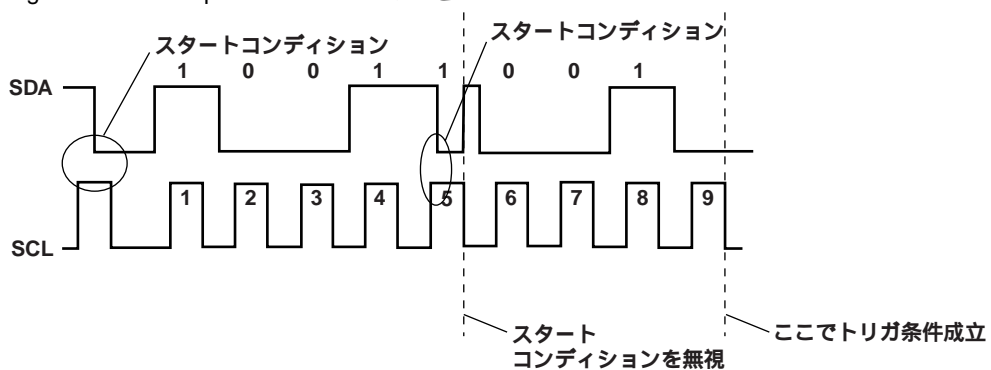 スタートコンディション
スタートコンディション
1 0 0 1 1 0 0 1
SDA
1 2 3 4 5 6 7 8 9
SCL
スタート
コンディションを無視
ここでトリガ条件成立